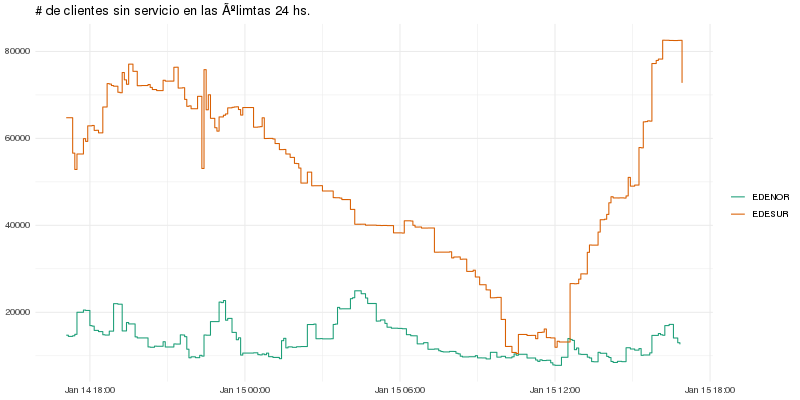 # de clientes sin servicio en las Ãºlimtas 24 hs.
80000
60000
40000
20000
EDENOR
EDESUR
Jan 14 18:00
Jan 15 00:00
Jan 15 06:00
Jan 15 12:00
Jan 15 18:00